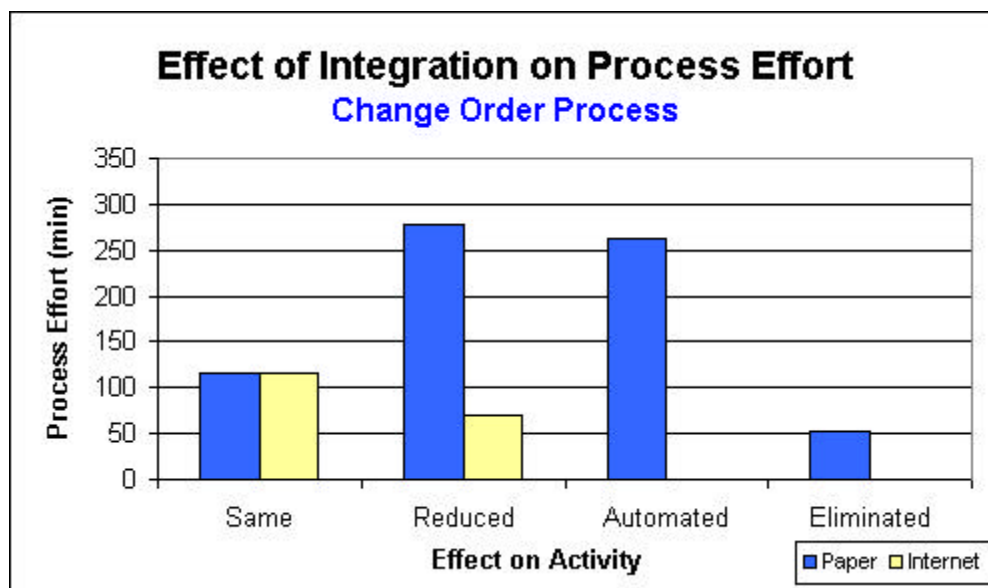 Effect of Integration on Process Effort
Change Order Process
Process Effort (min)
350
300
250
200
150
100
50
0
Same Reduced Automated Eliminated
Effect on Activity
Paper Internet